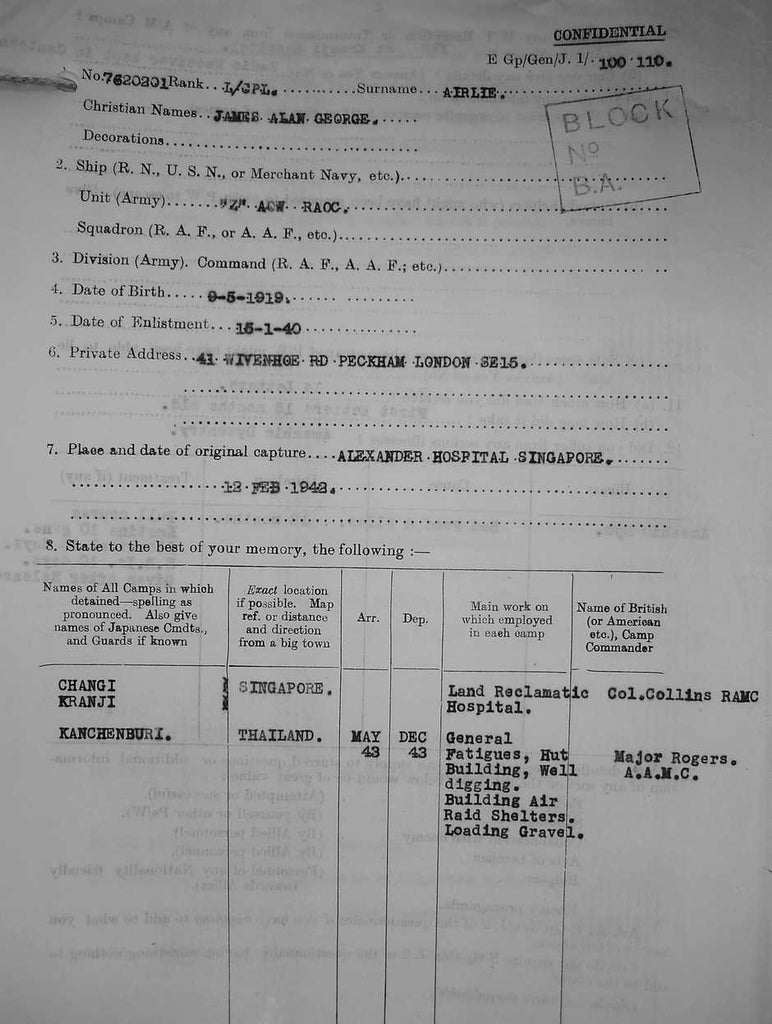 CONFIDENTIAL
E Gp/Gen/J. 1/- 100 110.
No. 7620201 Rank.. L/CPL. ........... Surname... AIRLIE. ........
Christian Names.. JAMES ALAN GEORGE. .....
BLOCK
Nº
B.A.
Decorations.......................................
2. Ship (R. N., U. S. N., or Merchant Navy, etc.)........................................
Unit (Army)....... "Z" AOW RAOC. ........................................
Squadron (R. A. F., or A. A. F., etc.)........................................
3. Division (Army). Command (R. A. F., A. A. F.; etc.)..............................
4. Date of Birth..... 9-5-1919. ...............
5. Date of Enlistment... 15-1-40 ...............
6. Private Address.. 41 WIVENHOE RD PECKHAM LONDON SE15. ..................
7. Place and date of original capture.... ALEXANDER HOSPITAL SINGAPORE. .......
.................... 12 FEB 1942. ........................................
8. State to the best of your memory, the following :—
Names of All Camps in which detained—spelling as pronounced. Also give names of Japanese Cmdts., and Guards if known
Exact location if possible. Map ref. or distance and direction from a big town
Arr.
Dep.
Main work on which employed in each camp
Name of British (or American etc.), Camp Commander
CHANGI
KRANJI
SINGAPORE.
Land Reclamatic
Hospital.
Col.Collins RAMC
KANCHENBURI.
THAILAND.
MAY
43
DEC
43
General
Fatigues, Hut
Building, Well
digging.
Building Air
Raid Shelters.
Loading Gravel.
Major Rogers.
A.A.M.C.